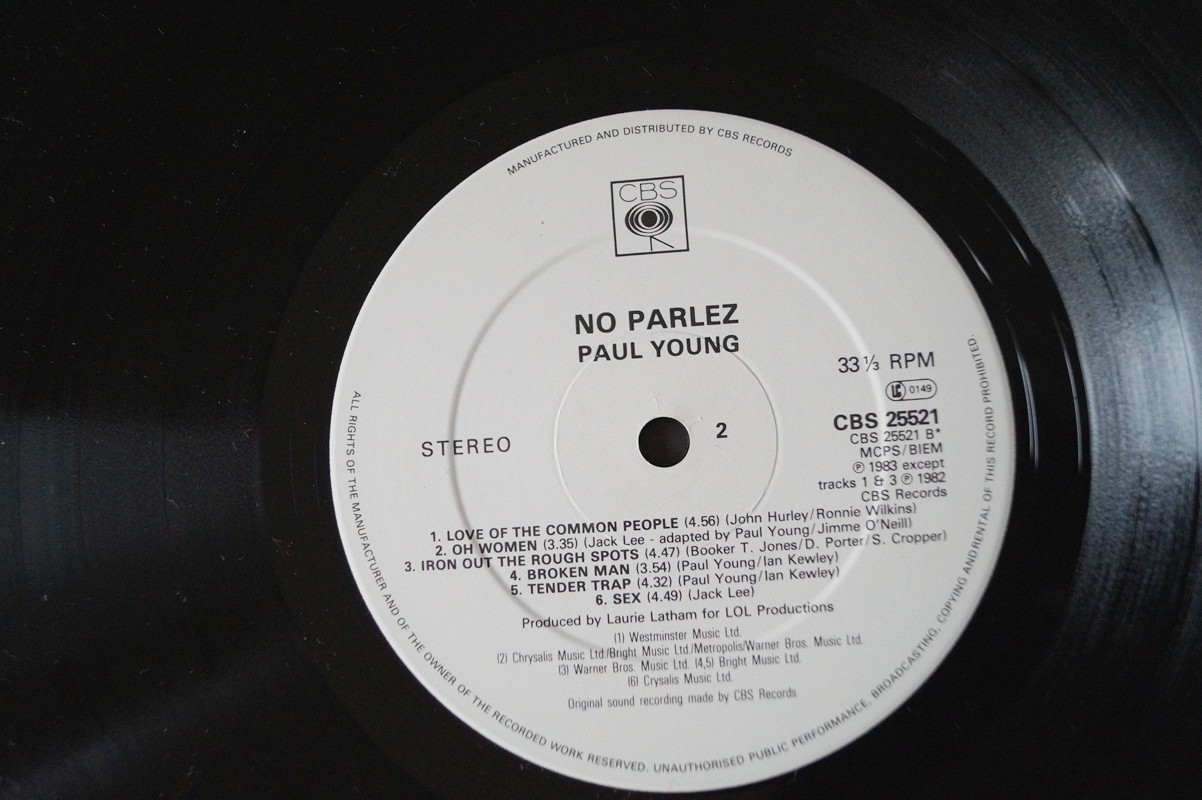 MANUFACTURED AND DISTRIBUTED BY CBS RECORDS
CBS
NO PARLEZ
PAUL YOUNG
33⅓ RPM
LC 0149
STEREO
2
CBS 25521
CBS 25521 B*
MCPS/BIEM
℗ 1983 except
tracks 1 & 3 ℗ 1982
CBS Records
1. LOVE OF THE COMMON PEOPLE (4.56) (John Hurley/Ronnie Wilkins)
2. OH WOMEN (3.35) (Jack Lee - adapted by Paul Young/Jimme O'Neill)
3. IRON OUT THE ROUGH SPOTS (4.47) (Booker T. Jones/D. Porter/S. Cropper)
4. BROKEN MAN (3.54) (Paul Young/Ian Kewley)
5. TENDER TRAP (4.32) (Paul Young/Ian Kewley)
6. SEX (4.49) (Jack Lee)
Produced by Laurie Latham for LOL Productions
(1) Westminster Music Ltd.
(2) Chrysalis Music Ltd/Bright Music Ltd./Metropolis/Warner Bros. Music Ltd.
(3) Warner Bros. Music Ltd. (4,5) Bright Music Ltd.
(6) Crysalis Music Ltd.
Original sound recording made by CBS Records
ALL RIGHTS OF THE MANUFACTURER AND OF THE OWNER OF THE RECORDED WORK RESERVED. UNAUTHORISED PUBLIC PERFORMANCE, BROADCASTING, COPYING AND RENTAL OF THIS RECORD PROHIBITED.